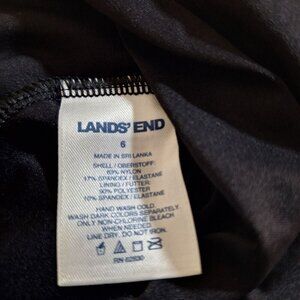 LANDS' END
6
MADE IN SRI LANKA
SHELL / OBERSTOFF:
83% NYLON
17% SPANDEX / ELASTANE
LINING / FUTTER:
90% POLYESTER
10% SPANDEX / ELASTANE
HAND WASH COLD.
WASH DARK COLORS SEPARATELY.
ONLY NON-CHLORINE BLEACH
WHEN NEEDED.
LINE DRY. DO NOT IRON.
RN 62830